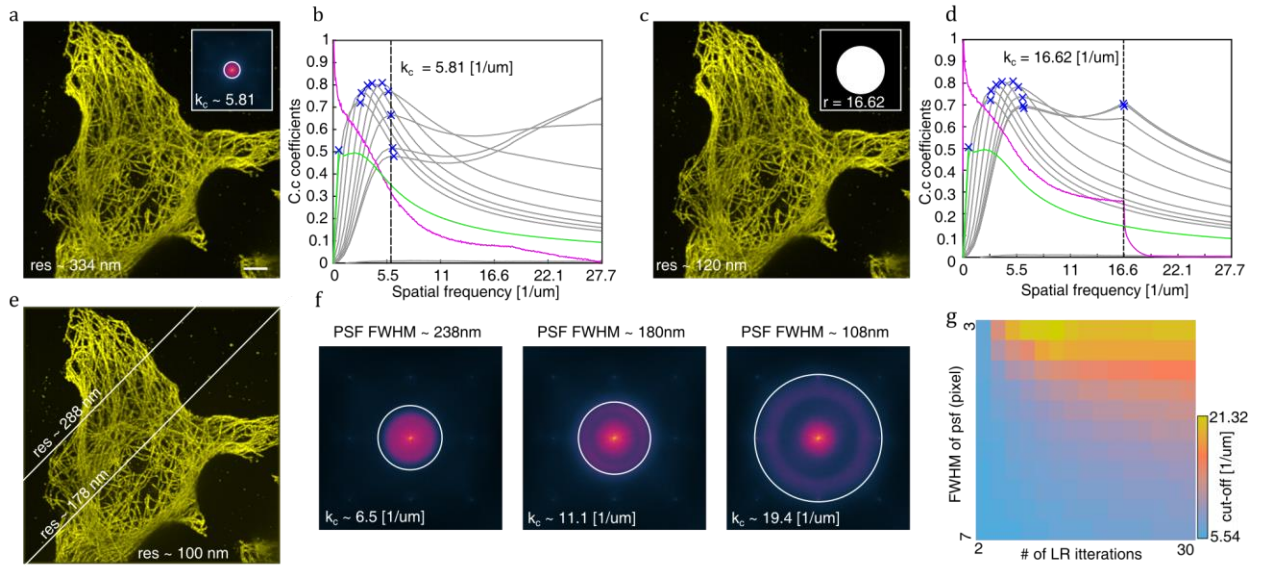 a
k_c ~ 5.81
res ~ 334 nm
b
1
0.9
0.8
0.7
0.6
0.5
0.4
0.3
0.2
0.1
0
C.c coefficients
k_c = 5.81 [1/um]
0 5.5 11 16.6 22.1 27.7
Spatial frequency [1/um]
c
r = 16.62
res ~ 120 nm
d
1
0.9
0.8
0.7
0.6
0.5
0.4
0.3
0.2
0.1
0
C.c coefficients
k_c = 16.62 [1/um]
0 5.5 11 16.6 22.1 27.7
Spatial frequency [1/um]
e
res ~ 288 nm
res ~ 178 nm
res ~ 100 nm
f
PSF FWHM ~ 238nm
k_c ~ 6.5 [1/um]
PSF FWHM ~ 180nm
k_c ~ 11.1 [1/um]
PSF FWHM ~ 108nm
k_c ~ 19.4 [1/um]
g
3
FWHM of psf (pixel)
7
2 30
# of LR itterations
21.32
cut-off [1/um]
5.54